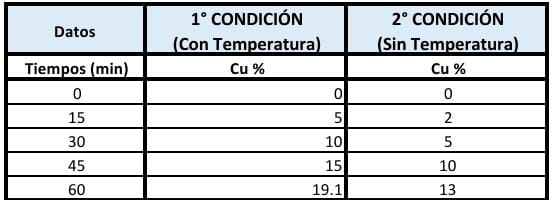 Datos 1° CONDICIÓN (Con Temperatura) 2° CONDICIÓN (Sin Temperatura)
Tiempos (min) Cu % Cu %
0 0 0
15 5 2
30 10 5
45 15 10
60 19.1 13